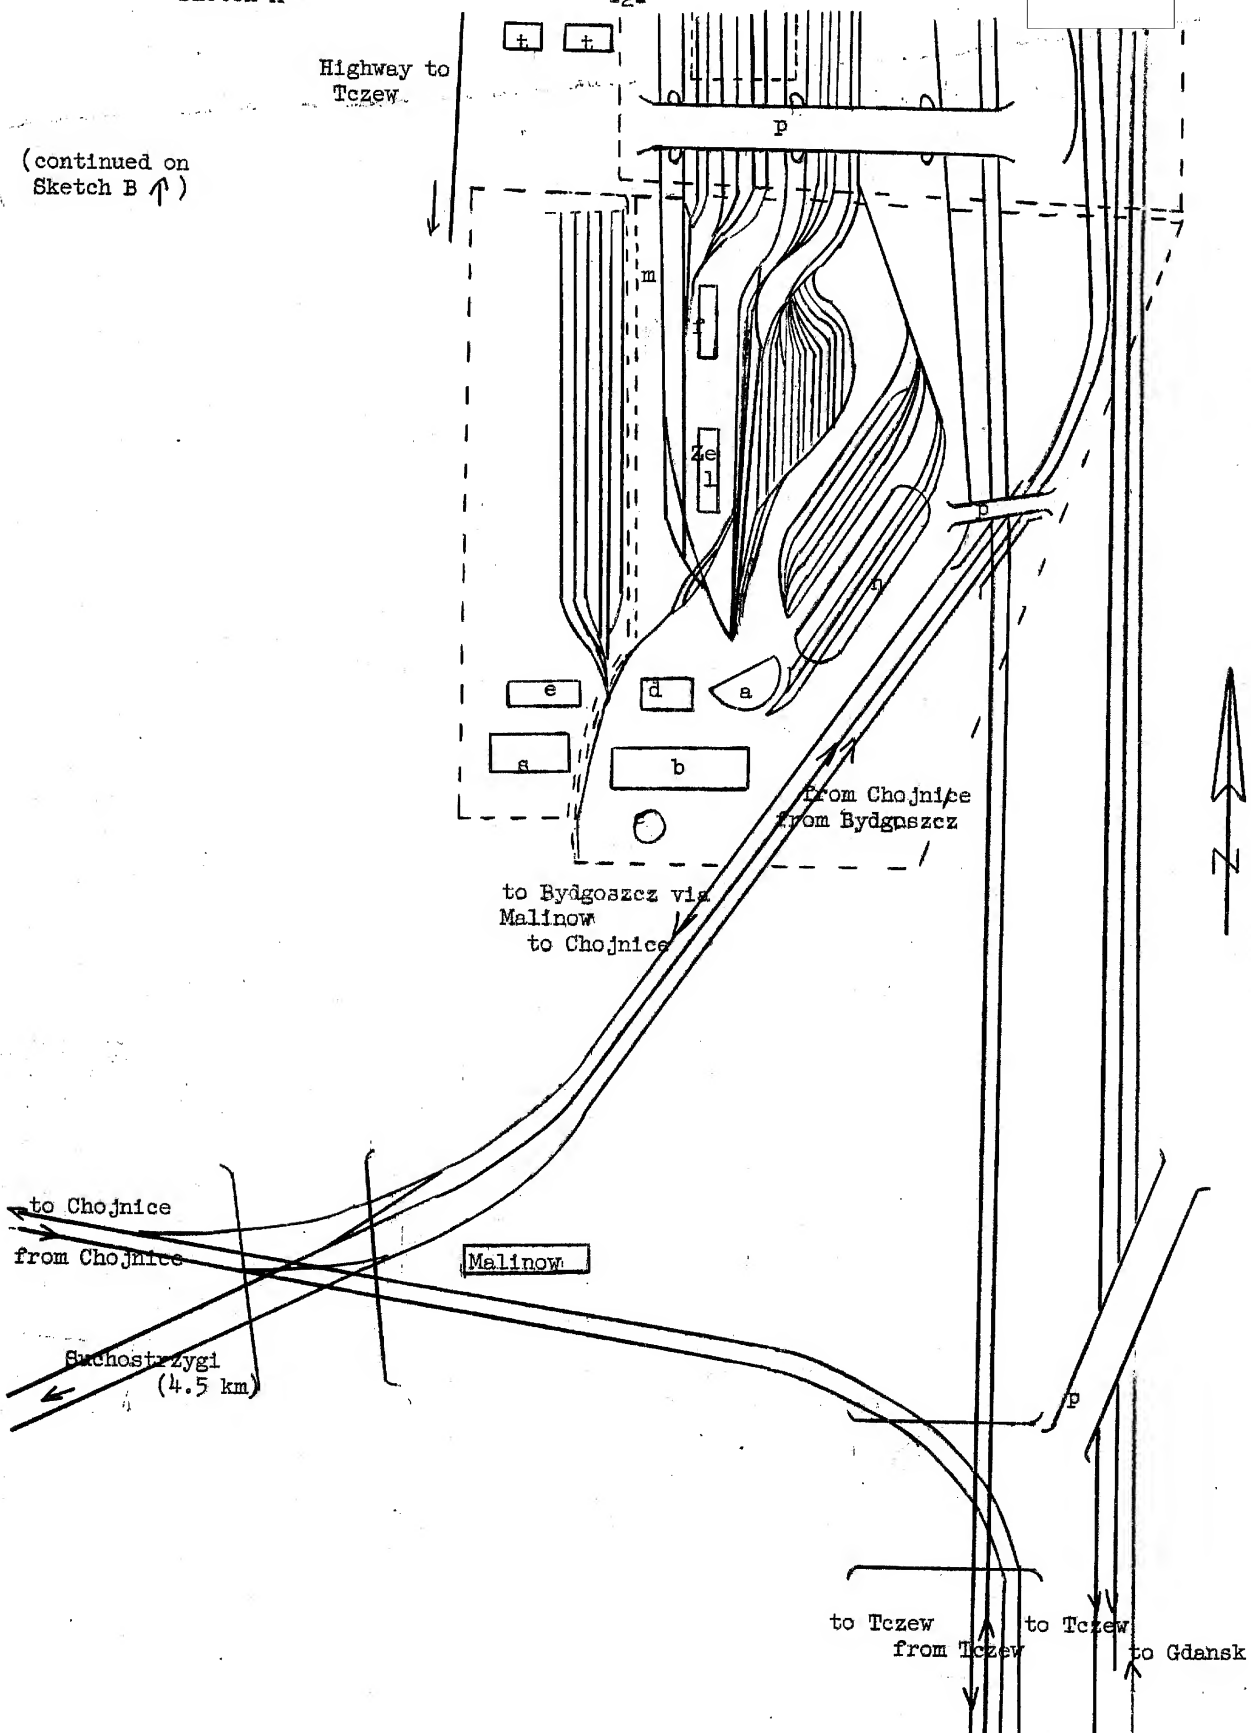 -2-
t
t
Highway to
Tczew
p
(continued on
Sketch B ↑)
m
f
Ze
l
p
n
e
d
a
s
b
c
from Chojnice
from Bydgoszcz
to Bydgoszcz via
Malinow
to Chojnice
N
to Chojnice
from Chojnice
Malinow
Suchostrzygi
(4.5 km)
p
to Tczew
from Tczew
to Tczew
to Gdansk